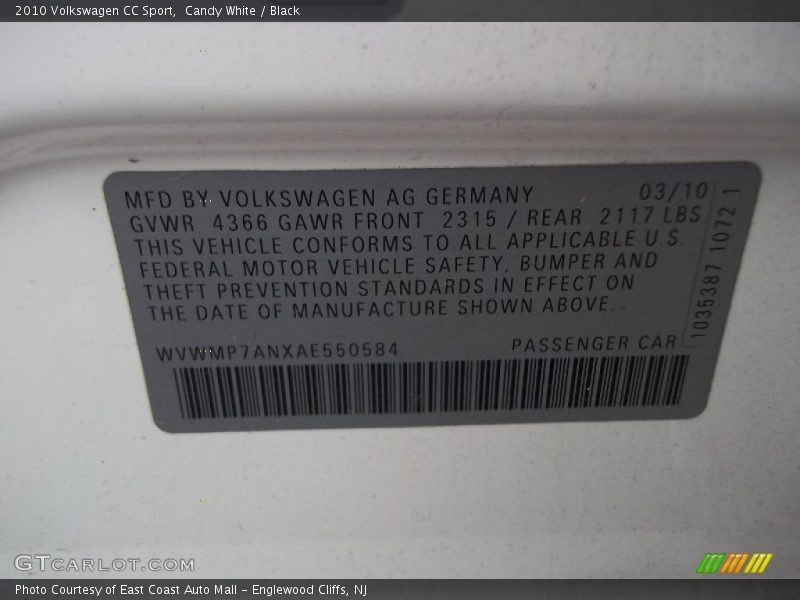 2010 Volkswagen CC Sport,  Candy White / Black
MFD BY VOLKSWAGEN AG GERMANY 03/10
GVWR 4366 GAWR FRONT 2315 / REAR 2117 LBS
THIS VEHICLE CONFORMS TO ALL APPLICABLE U.S.
FEDERAL MOTOR VEHICLE SAFETY, BUMPER AND
THEFT PREVENTION STANDARDS IN EFFECT ON
THE DATE OF MANUFACTURE SHOWN ABOVE.
WVWMP7ANXAE550584 PASSENGER CAR
1035387 1072 1
GTCARLOT.COM
Photo Courtesy of East Coast Auto Mall – Englewood Cliffs, NJ